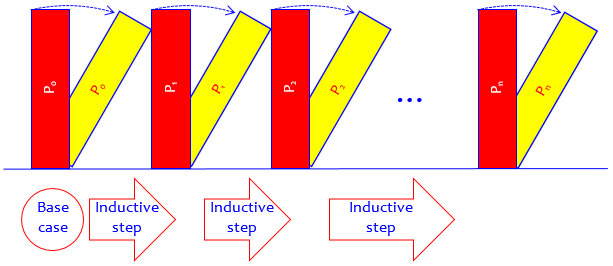 P₀
P₀
P₁
P₁
P₂
P₂
...
Pₙ
Pₙ
Base
case
Inductive
step
Inductive
step
Inductive
step